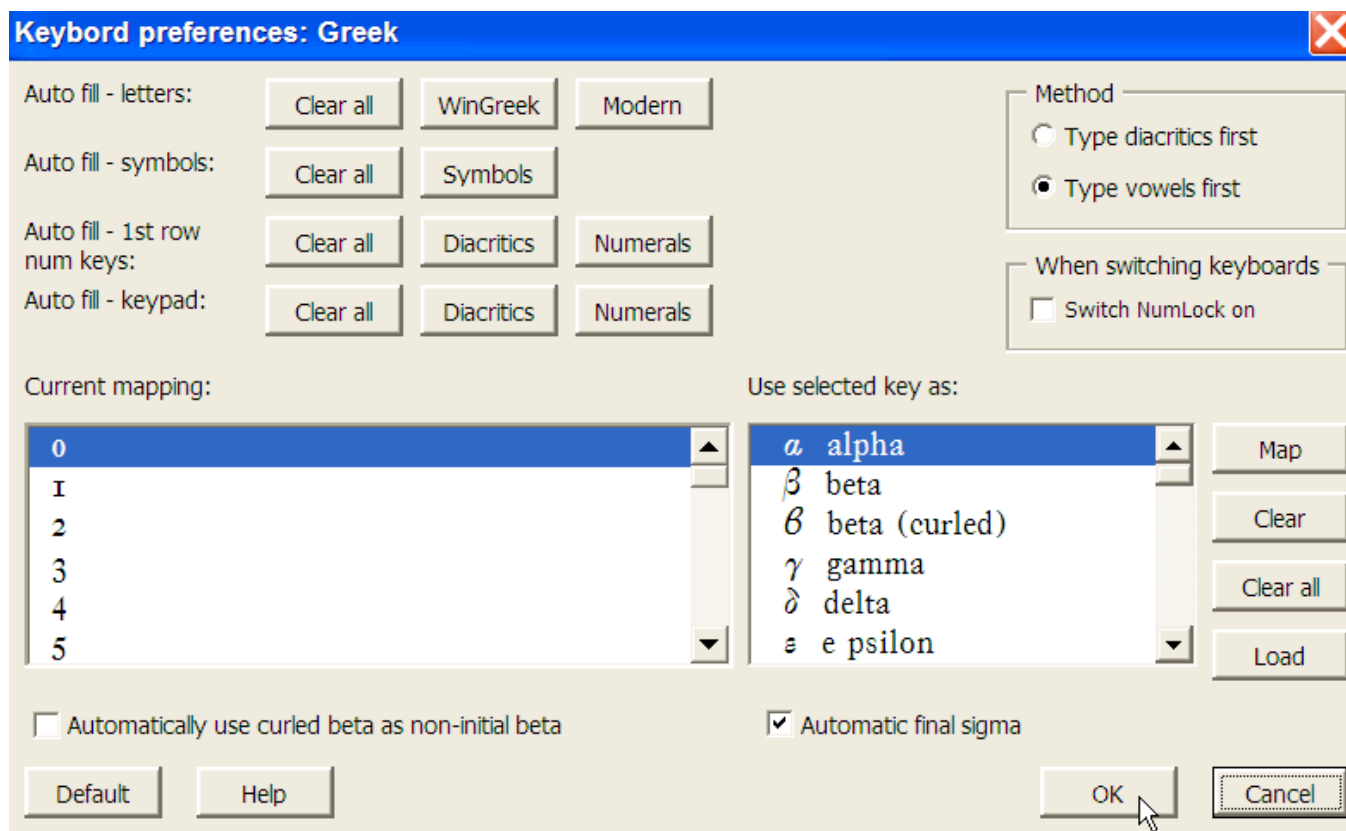 Keybord preferences: Greek
Auto fill - letters:
Clear all
WinGreek
Modern
Auto fill - symbols:
Clear all
Symbols
Auto fill - 1st row
num keys:
Clear all
Diacritics
Numerals
Auto fill - keypad:
Clear all
Diacritics
Numerals
Method
Type diacritics first
Type vowels first
When switching keyboards
Switch NumLock on
Current mapping:
0
1
2
3
4
5
Use selected key as:
α alpha
β beta
ϐ beta (curled)
γ gamma
δ delta
ε e psilon
Map
Clear
Clear all
Load
Automatically use curled beta as non-initial beta
Automatic final sigma
Default
Help
OK
Cancel